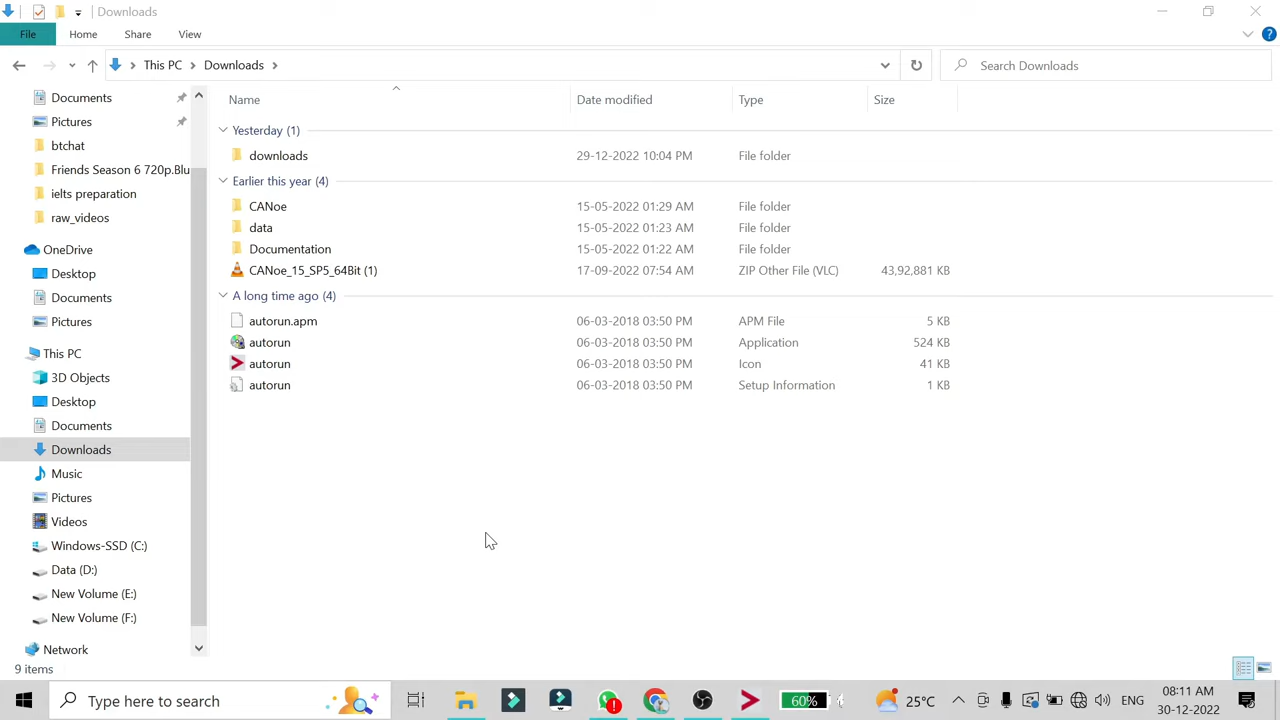 Downloads
File Home Share View
This PC > Downloads >
Search Downloads
Name Date modified Type Size
Documents
Pictures
btchat
Friends Season 6 720p.Blu
ielts preparation
raw_videos
OneDrive
Desktop
Documents
Pictures
This PC
3D Objects
Desktop
Documents
Downloads
Music
Pictures
Videos
Windows-SSD (C:)
Data (D:)
New Volume (E:)
New Volume (F:)
Network
Yesterday (1)
downloads 29-12-2022 10:04 PM File folder
Earlier this year (4)
CANoe 15-05-2022 01:29 AM File folder
data 15-05-2022 01:23 AM File folder
Documentation 15-05-2022 01:22 AM File folder
CANoe_15_SP5_64Bit (1) 17-09-2022 07:54 AM ZIP Other File (VLC) 43,92,881 KB
A long time ago (4)
autorun.apm 06-03-2018 03:50 PM APM File 5 KB
autorun 06-03-2018 03:50 PM Application 524 KB
autorun 06-03-2018 03:50 PM Icon 41 KB
autorun 06-03-2018 03:50 PM Setup Information 1 KB
9 items
Type here to search
60%
25°C
ENG
08:11 AM
30-12-2022